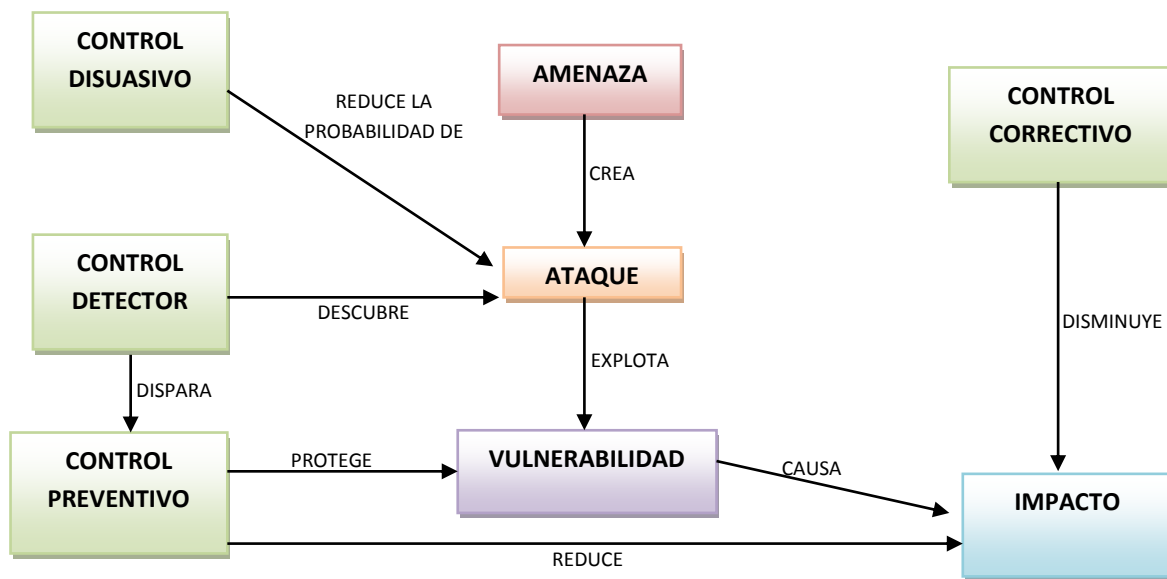 CONTROL
DISUASIVO
REDUCE LA
PROBABILIDAD DE
AMENAZA
CREA
CONTROL
CORRECTIVO
CONTROL
DETECTOR
DESCUBRE
ATAQUE
DISMINUYE
DISPARA
EXPLOTA
CONTROL
PREVENTIVO
PROTEGE
VULNERABILIDAD
CAUSA
IMPACTO
REDUCE